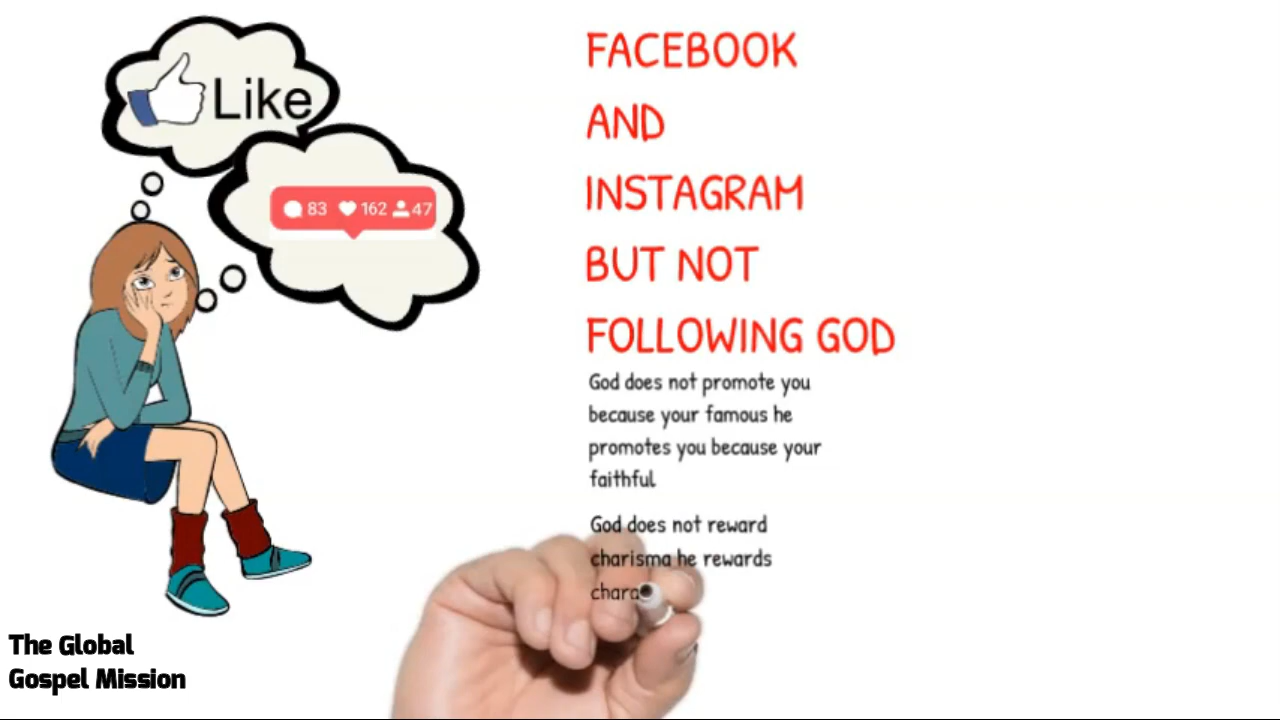 Like
83 162 47
FACEBOOK
AND
INSTAGRAM
BUT NOT
FOLLOWING GOD
God does not promote you
because your famous he
promotes you because your
faithful
God does not reward
charisma he rewards
chara
The Global
Gospel Mission